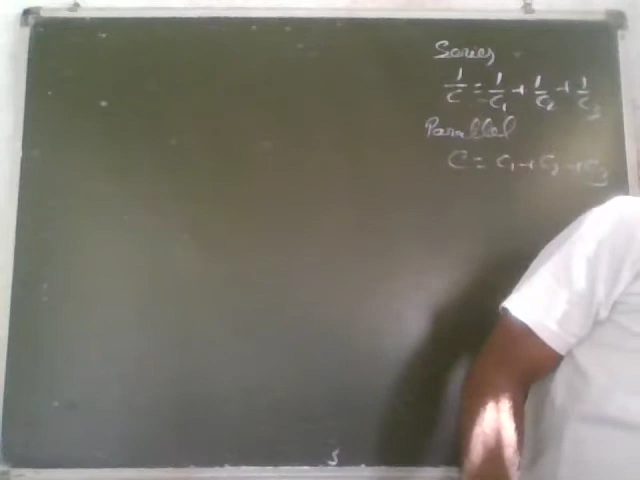 Series
1/C = 1/C₁ + 1/C₂ + 1/C₃
Parallel
C = C₁ + C₂ + C₃